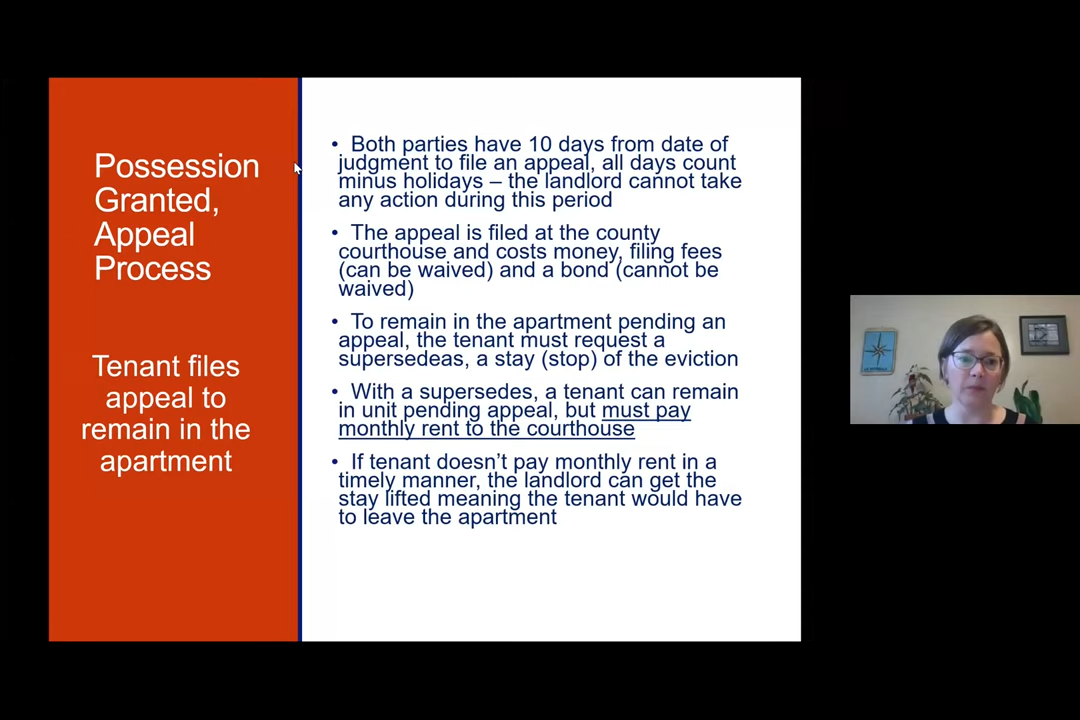 Possession
Granted,
Appeal
Process
Tenant files
appeal to
remain in the
apartment
• Both parties have 10 days from date of
judgment to file an appeal, all days count
minus holidays – the landlord cannot take
any action during this period
• The appeal is filed at the county
courthouse and costs money, filing fees
(can be waived) and a bond (cannot be
waived)
• To remain in the apartment pending an
appeal, the tenant must request a
supersedeas, a stay (stop) of the eviction
• With a supersedes, a tenant can remain
in unit pending appeal, but must pay
monthly rent to the courthouse
• If tenant doesn’t pay monthly rent in a
timely manner, the landlord can get the
stay lifted meaning the tenant would have
to leave the apartment